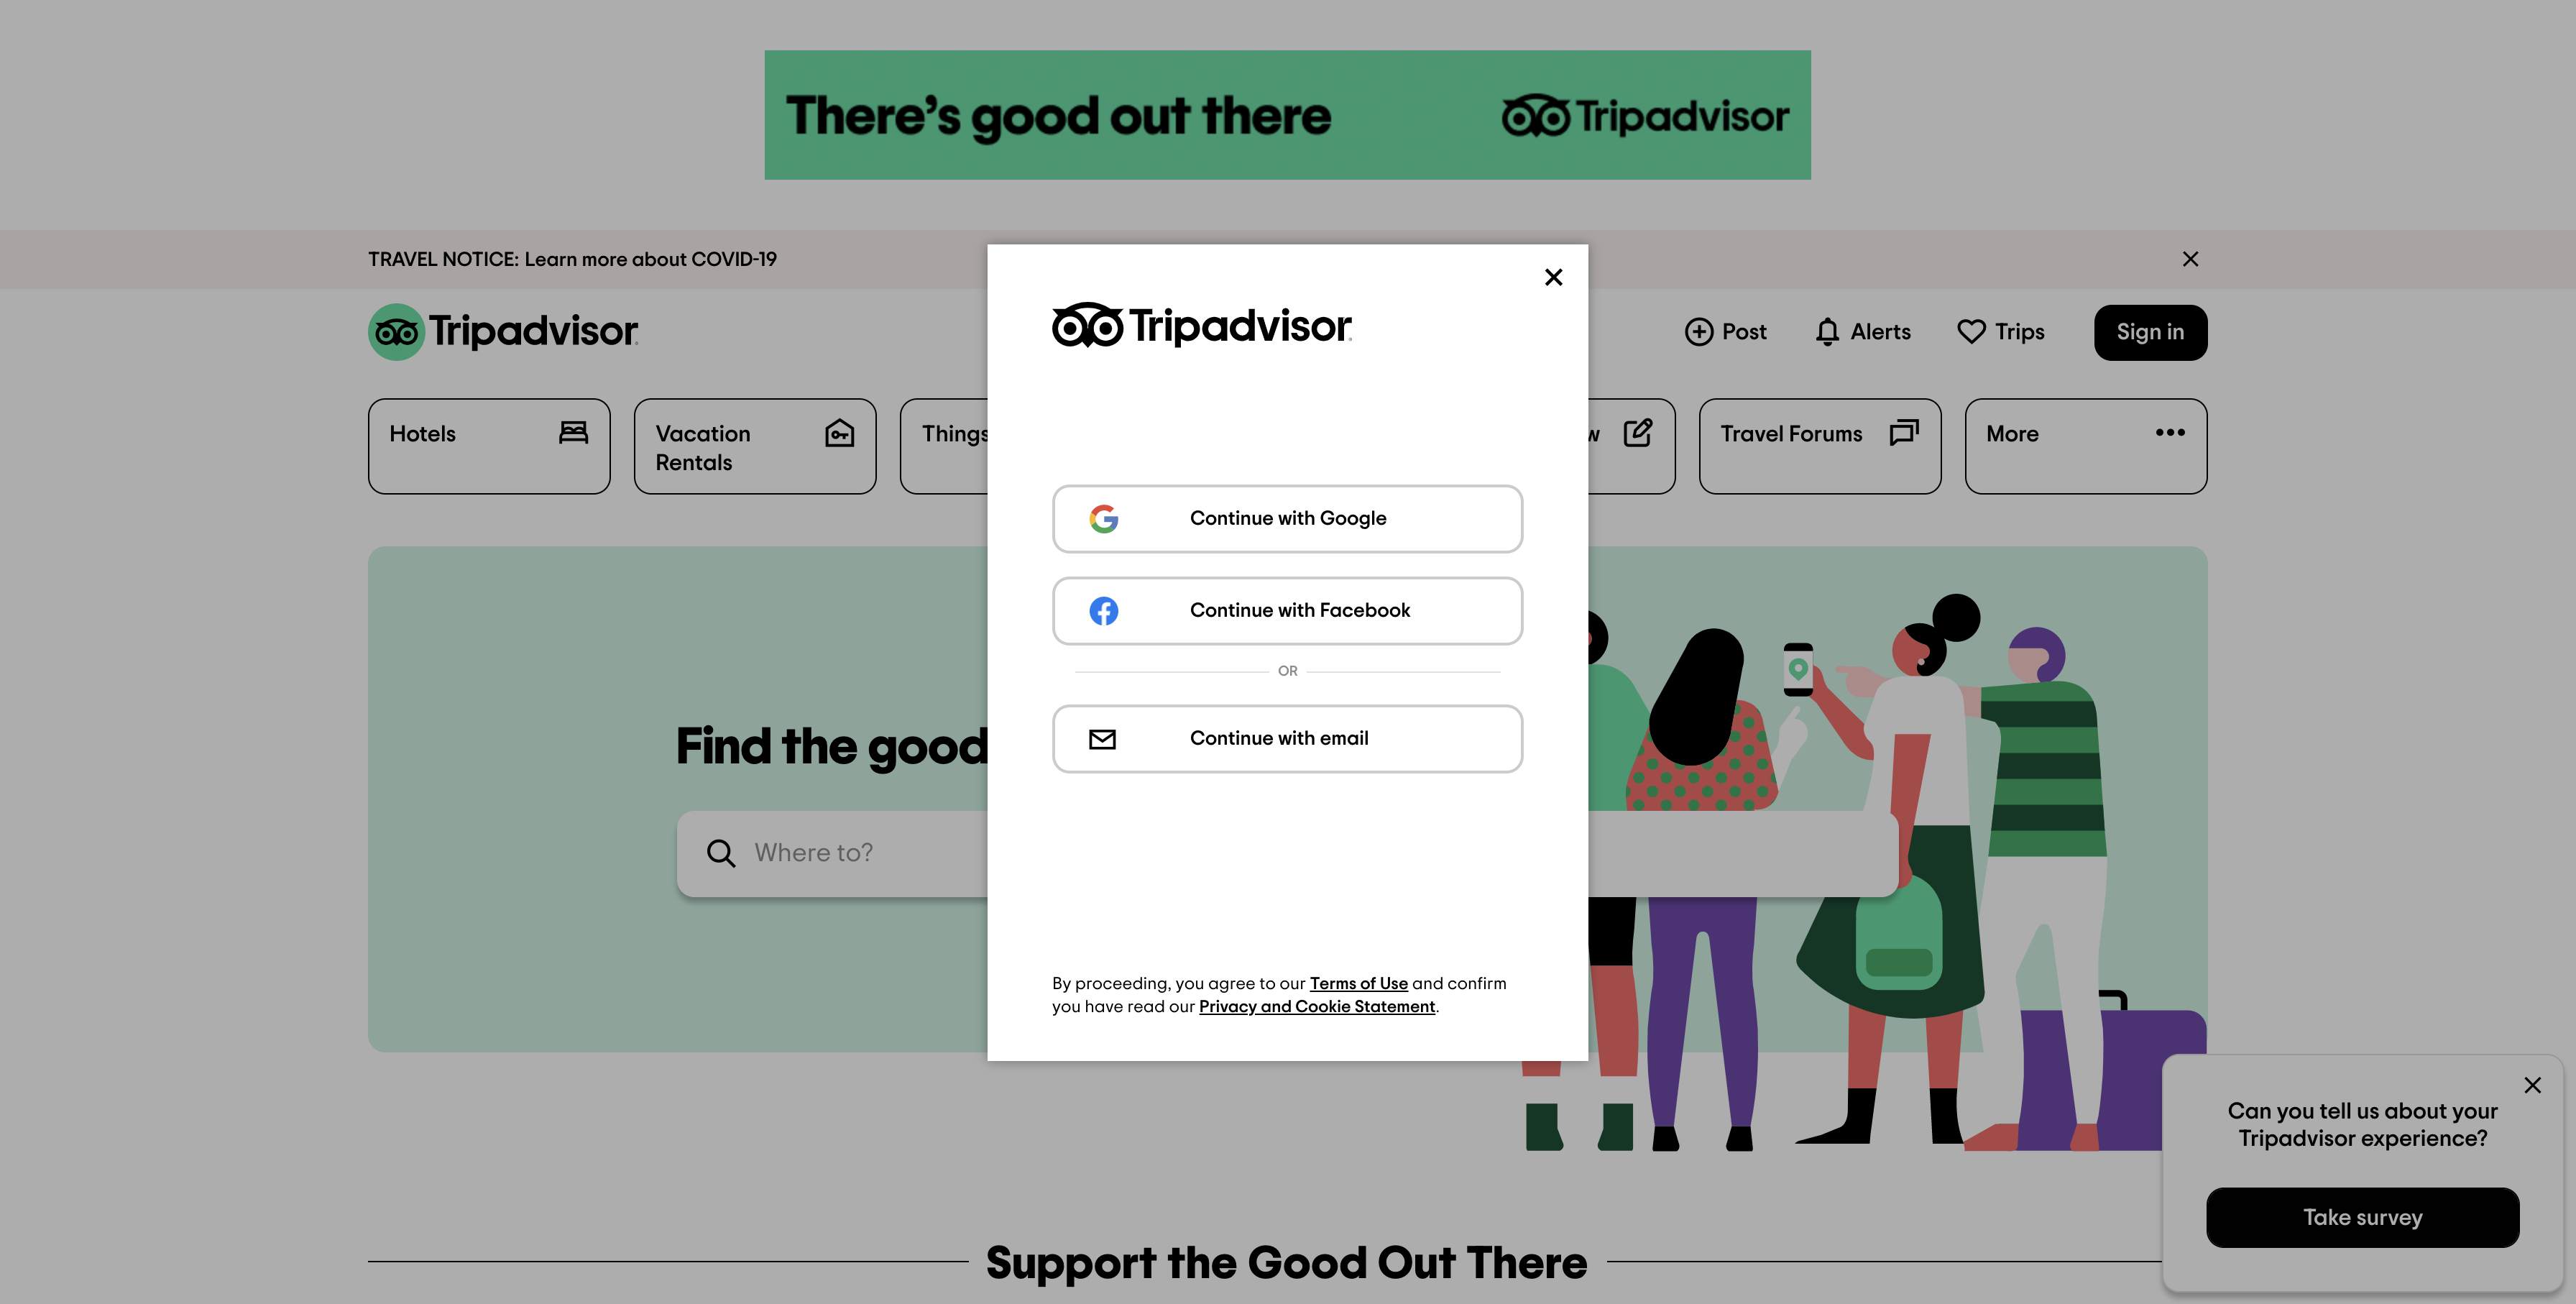 There's good out there
Tripadvisor
TRAVEL NOTICE: Learn more about COVID-19
Tripadvisor
Post
Alerts
Trips
Sign in
Hotels
Vacation
Rentals
Things
w
Travel Forums
More
Tripadvisor
Continue with Google
Continue with Facebook
OR
Continue with email
By proceeding, you agree to our Terms of Use and confirm
you have read our Privacy and Cookie Statement.
Find the good
Where to?
Can you tell us about your
Tripadvisor experience?
Take survey
Support the Good Out There